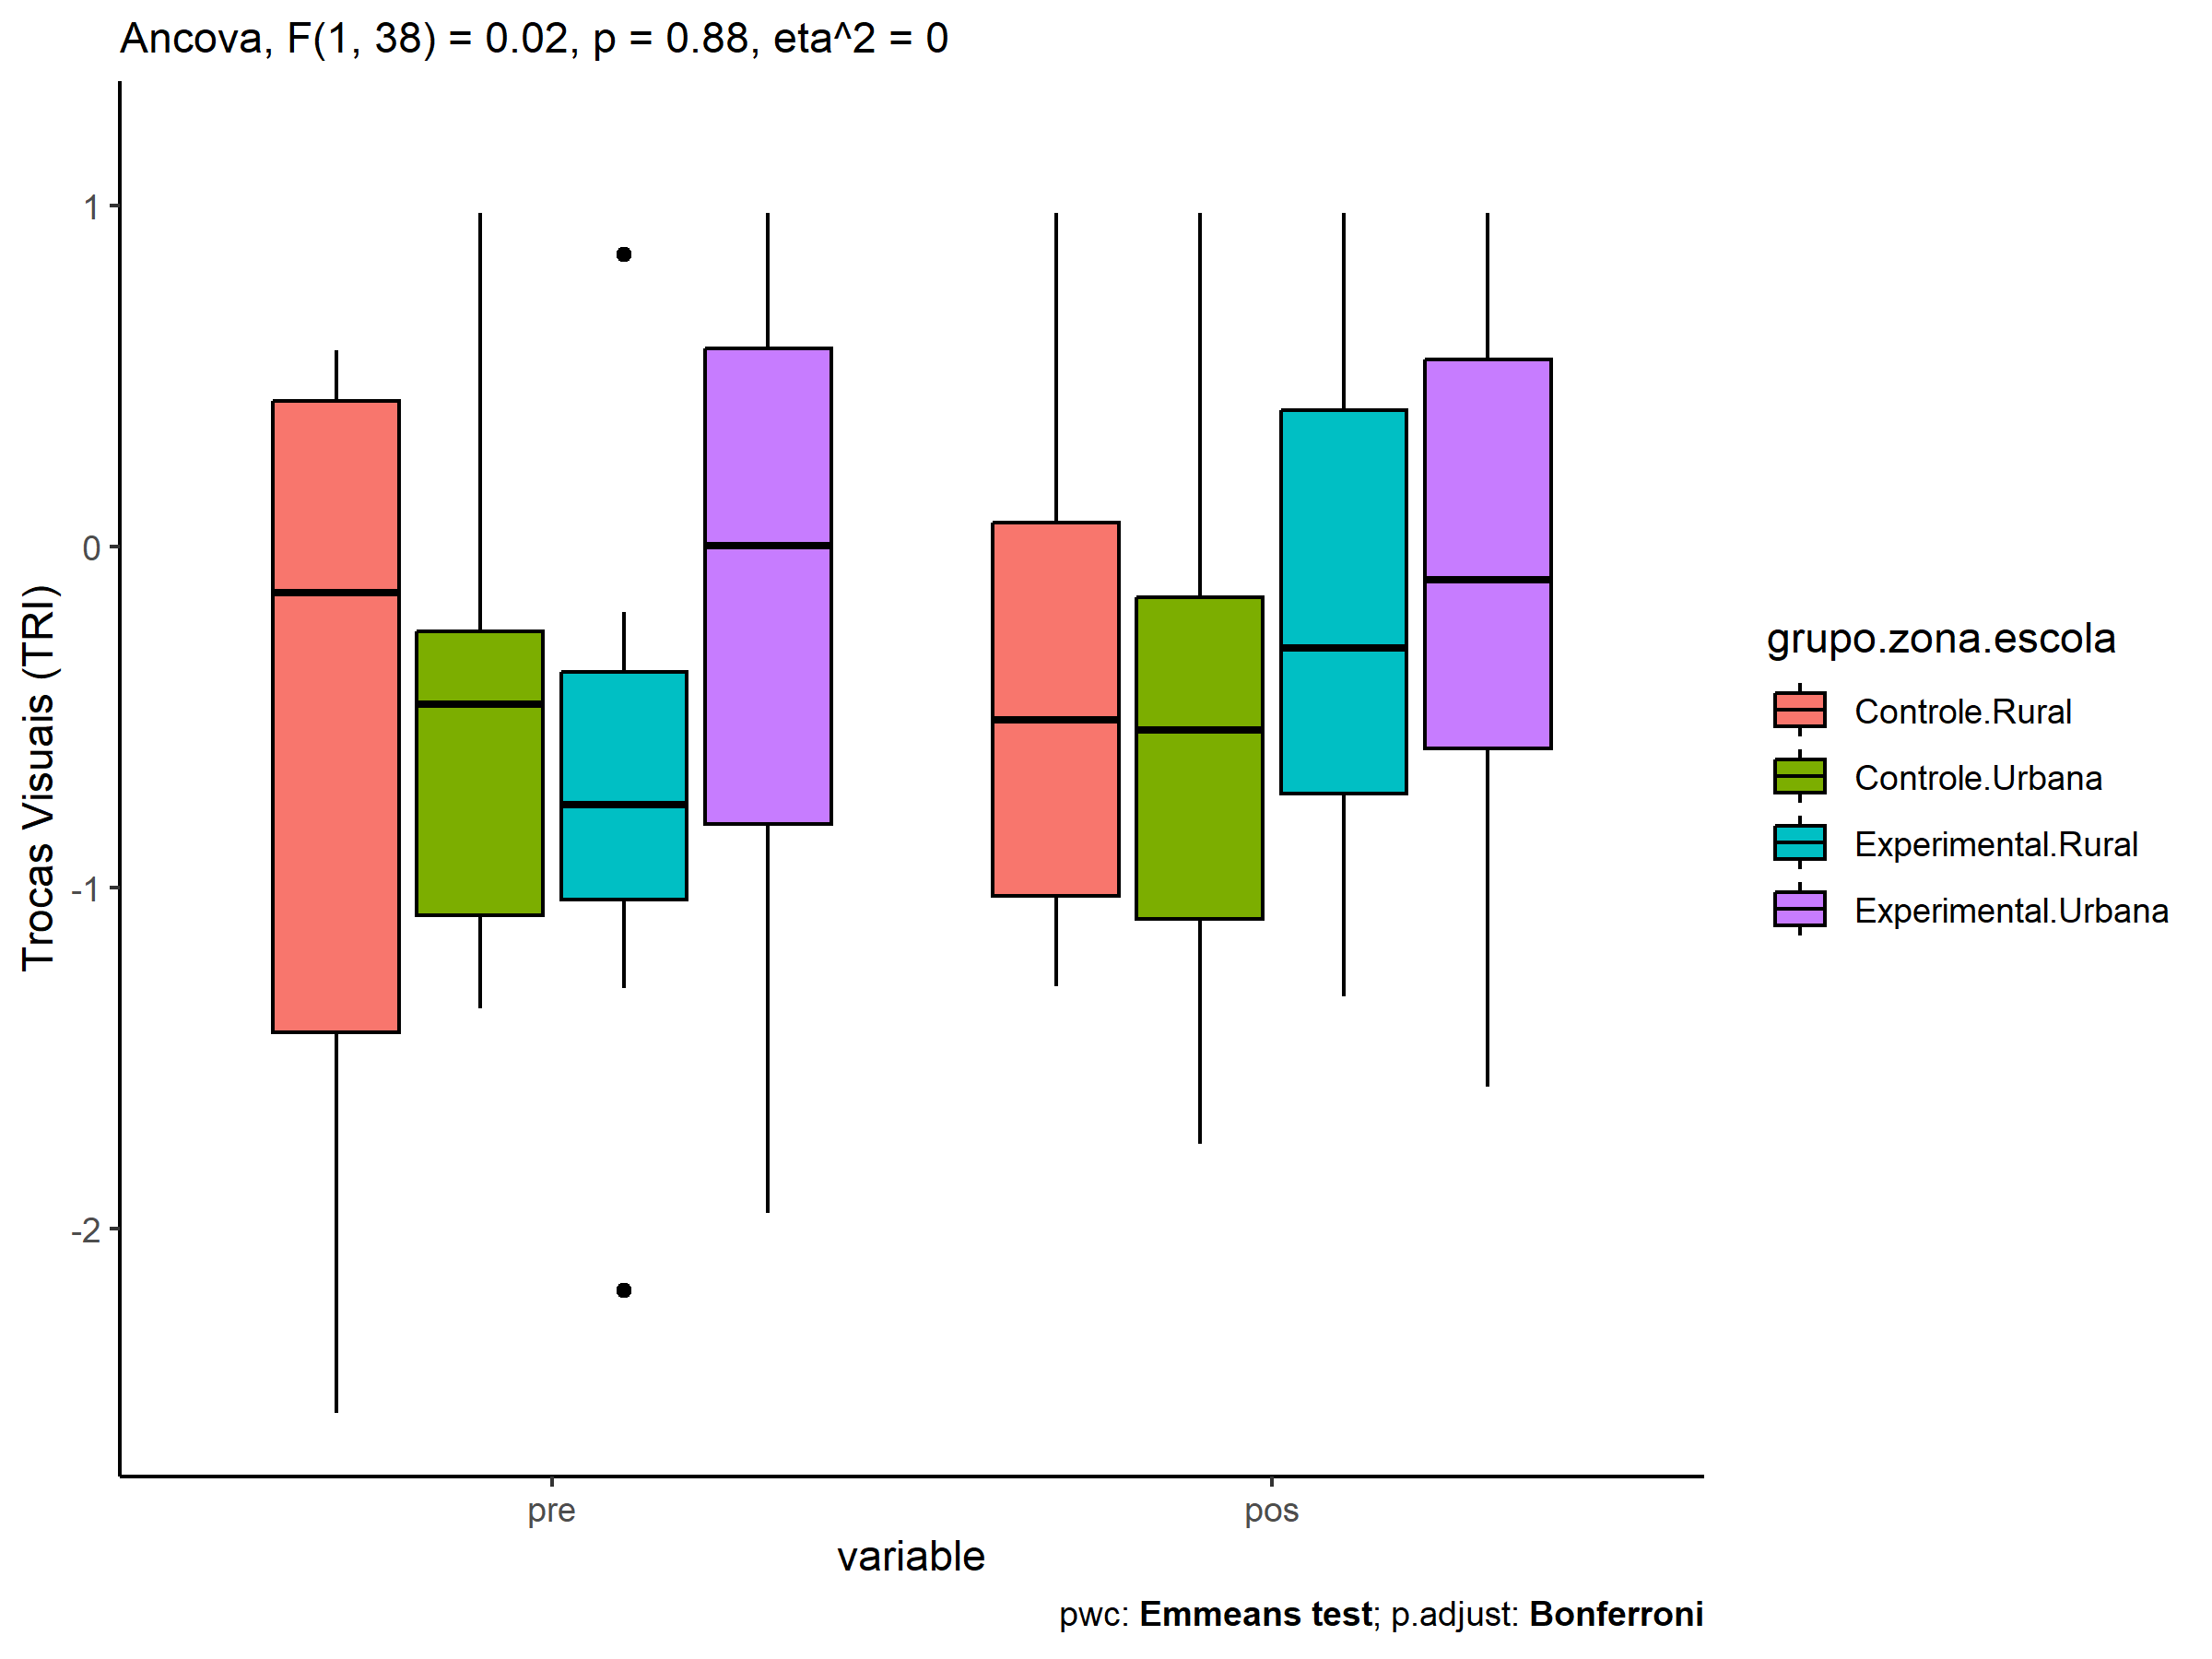 Ancova, F(1, 38) = 0.02, p = 0.88, eta^2 = 0
Trocas Visuais (TRI)
1
0
-1
-2
pre
pos
variable
grupo.zona.escola
Controle.Rural
Controle.Urbana
Experimental.Rural
Experimental.Urbana
pwc: Emmeans test; p.adjust: Bonferroni